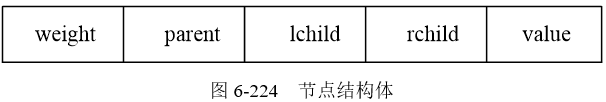 weight parent lchild rchild value
图 6-224 节点结构体